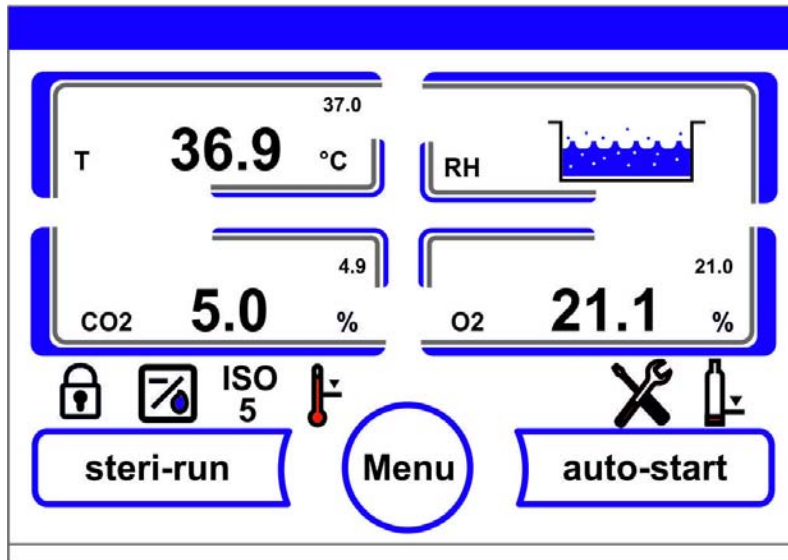 37.0
T 36.9 °C
RH
4.9
CO2 5.0 %
21.0
O2 21.1 %
ISO
5
steri-run
Menu
auto-start